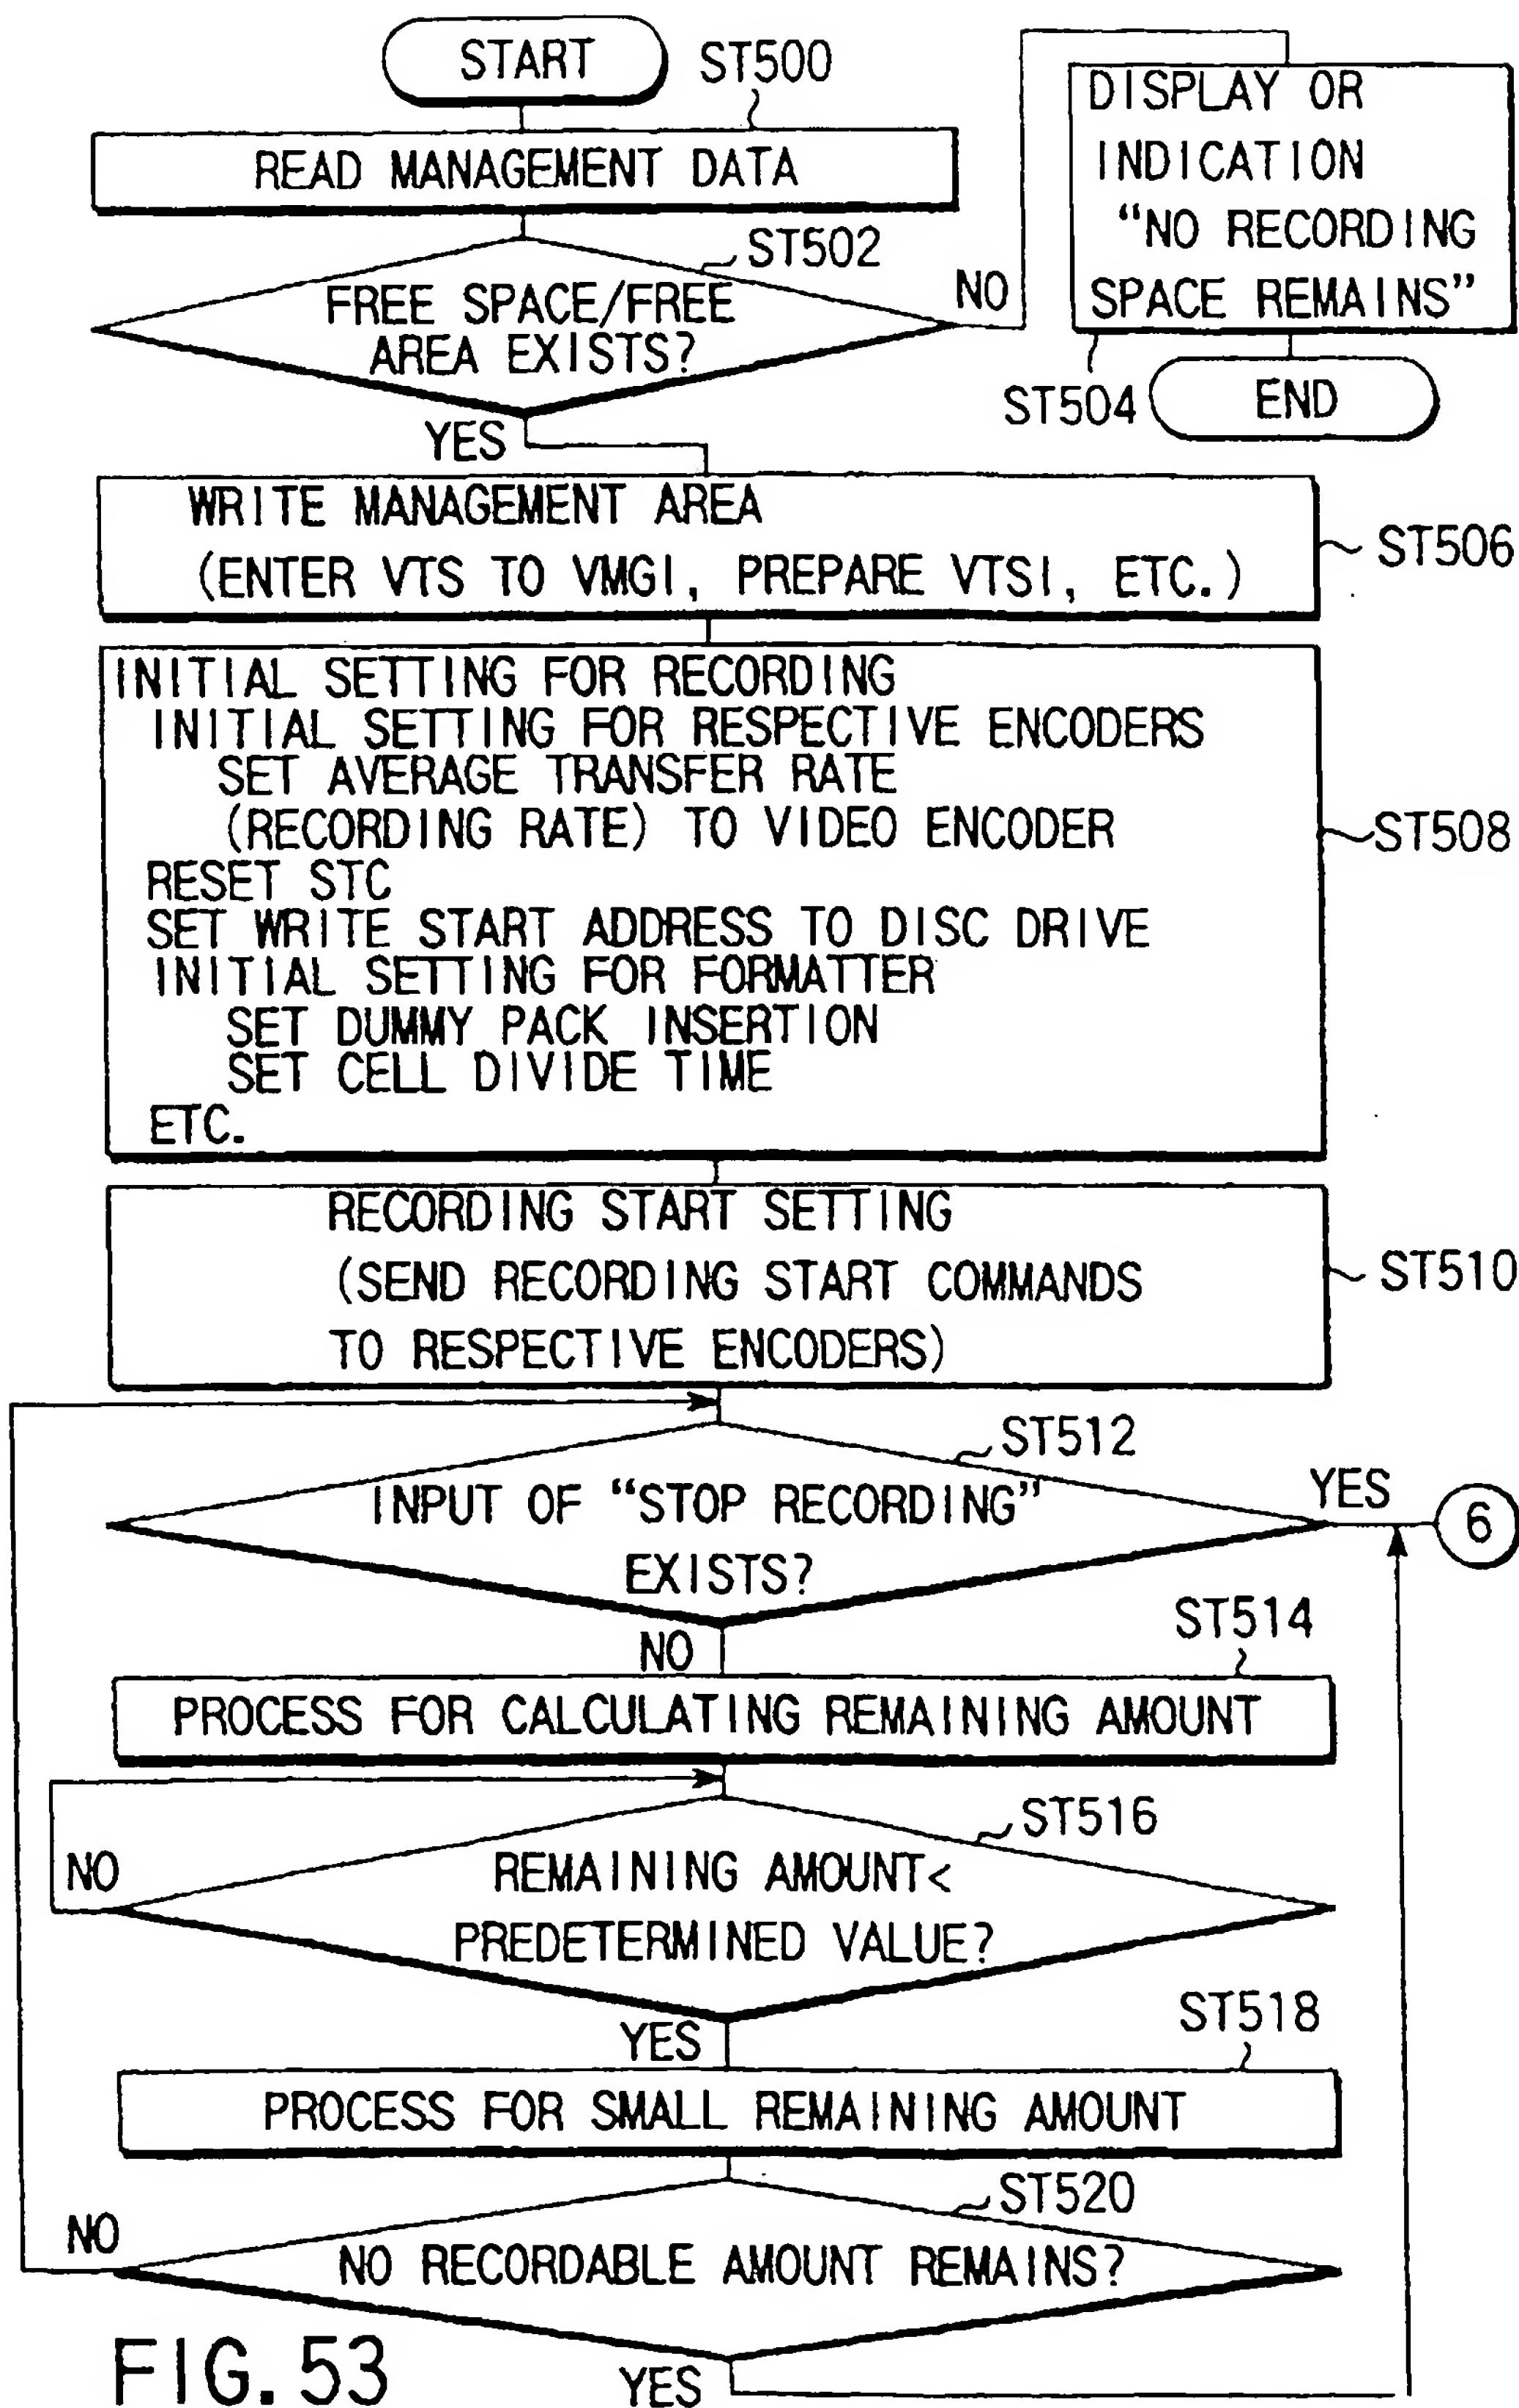 START
ST500
READ MANAGEMENT DATA
ST502
FREE SPACE/FREE
AREA EXISTS?
NO
DISPLAY OR
INDICATION
“NO RECORDING
SPACE REMAINS”
ST504
END
YES
WRITE MANAGEMENT AREA
(ENTER VTS TO VMGI, PREPARE VTSI, ETC.)
ST506
INITIAL SETTING FOR RECORDING
INITIAL SETTING FOR RESPECTIVE ENCODERS
SET AVERAGE TRANSFER RATE
(RECORDING RATE) TO VIDEO ENCODER
RESET STC
SET WRITE START ADDRESS TO DISC DRIVE
INITIAL SETTING FOR FORMATTER
SET DUMMY PACK INSERTION
SET CELL DIVIDE TIME
ETC.
ST508
RECORDING START SETTING
(SEND RECORDING START COMMANDS
TO RESPECTIVE ENCODERS)
ST510
ST512
INPUT OF “STOP RECORDING”
EXISTS?
YES
6
NO
ST514
PROCESS FOR CALCULATING REMAINING AMOUNT
ST516
NO
REMAINING AMOUNT<
PREDETERMINED VALUE?
YES
ST518
PROCESS FOR SMALL REMAINING AMOUNT
ST520
NO
NO RECORDABLE AMOUNT REMAINS?
YES
FIG. 53